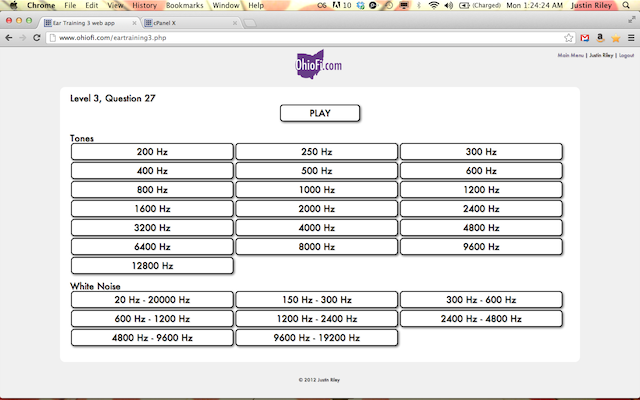 Chrome File Edit View History Bookmarks Window Help 10 (Charged) Mon 1:24:24 AM Justin Riley
Ear Training 3 web app cPanel X
www.ohiofi.com/eartraining3.php
OhioFi.com
Main Menu | Justin Riley | Logout
Level 3, Question 27
PLAY
Tones
200 Hz 250 Hz 300 Hz
400 Hz 500 Hz 600 Hz
800 Hz 1000 Hz 1200 Hz
1600 Hz 2000 Hz 2400 Hz
3200 Hz 4000 Hz 4800 Hz
6400 Hz 8000 Hz 9600 Hz
12800 Hz
White Noise
20 Hz - 20000 Hz 150 Hz - 300 Hz 300 Hz - 600 Hz
600 Hz - 1200 Hz 1200 Hz - 2400 Hz 2400 Hz - 4800 Hz
4800 Hz - 9600 Hz 9600 Hz - 19200 Hz
© 2012 Justin Riley